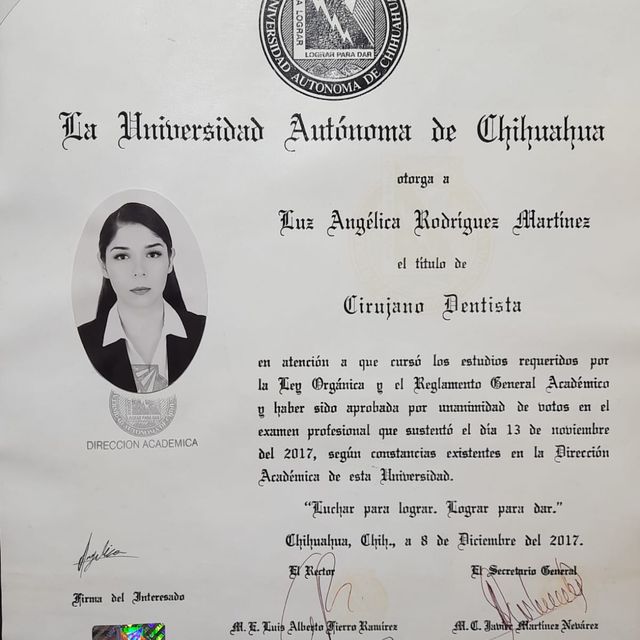 A LOGRAR
LOGRAR PARA DAR
UNIVERSIDAD AUTONOMA DE CHIHUAHUA
La Universidad Autónoma de Chihuahua
otorga a
Luz Angélica Rodríguez Martínez
el título de
Cirujano Dentista
en atención a que cursó los estudios requeridos por
la Ley Orgánica y el Reglamento General Académico
y haber sido aprobada por unanimidad de votos en el
examen profesional que sustentó el día 13 de noviembre
del 2017, según constancias existentes en la Dirección
Académica de esta Universidad.
DIRECCION ACADEMICA
"Luchar para lograr. Lograr para dar."
Chihuahua, Chih., a 8 de Diciembre del 2017.
Angelica
Firma del Interesado
El Rector
El Secretario General
M. E. Luis Alberto Fierro Ramírez
M. C. Javier Martínez Nevárez